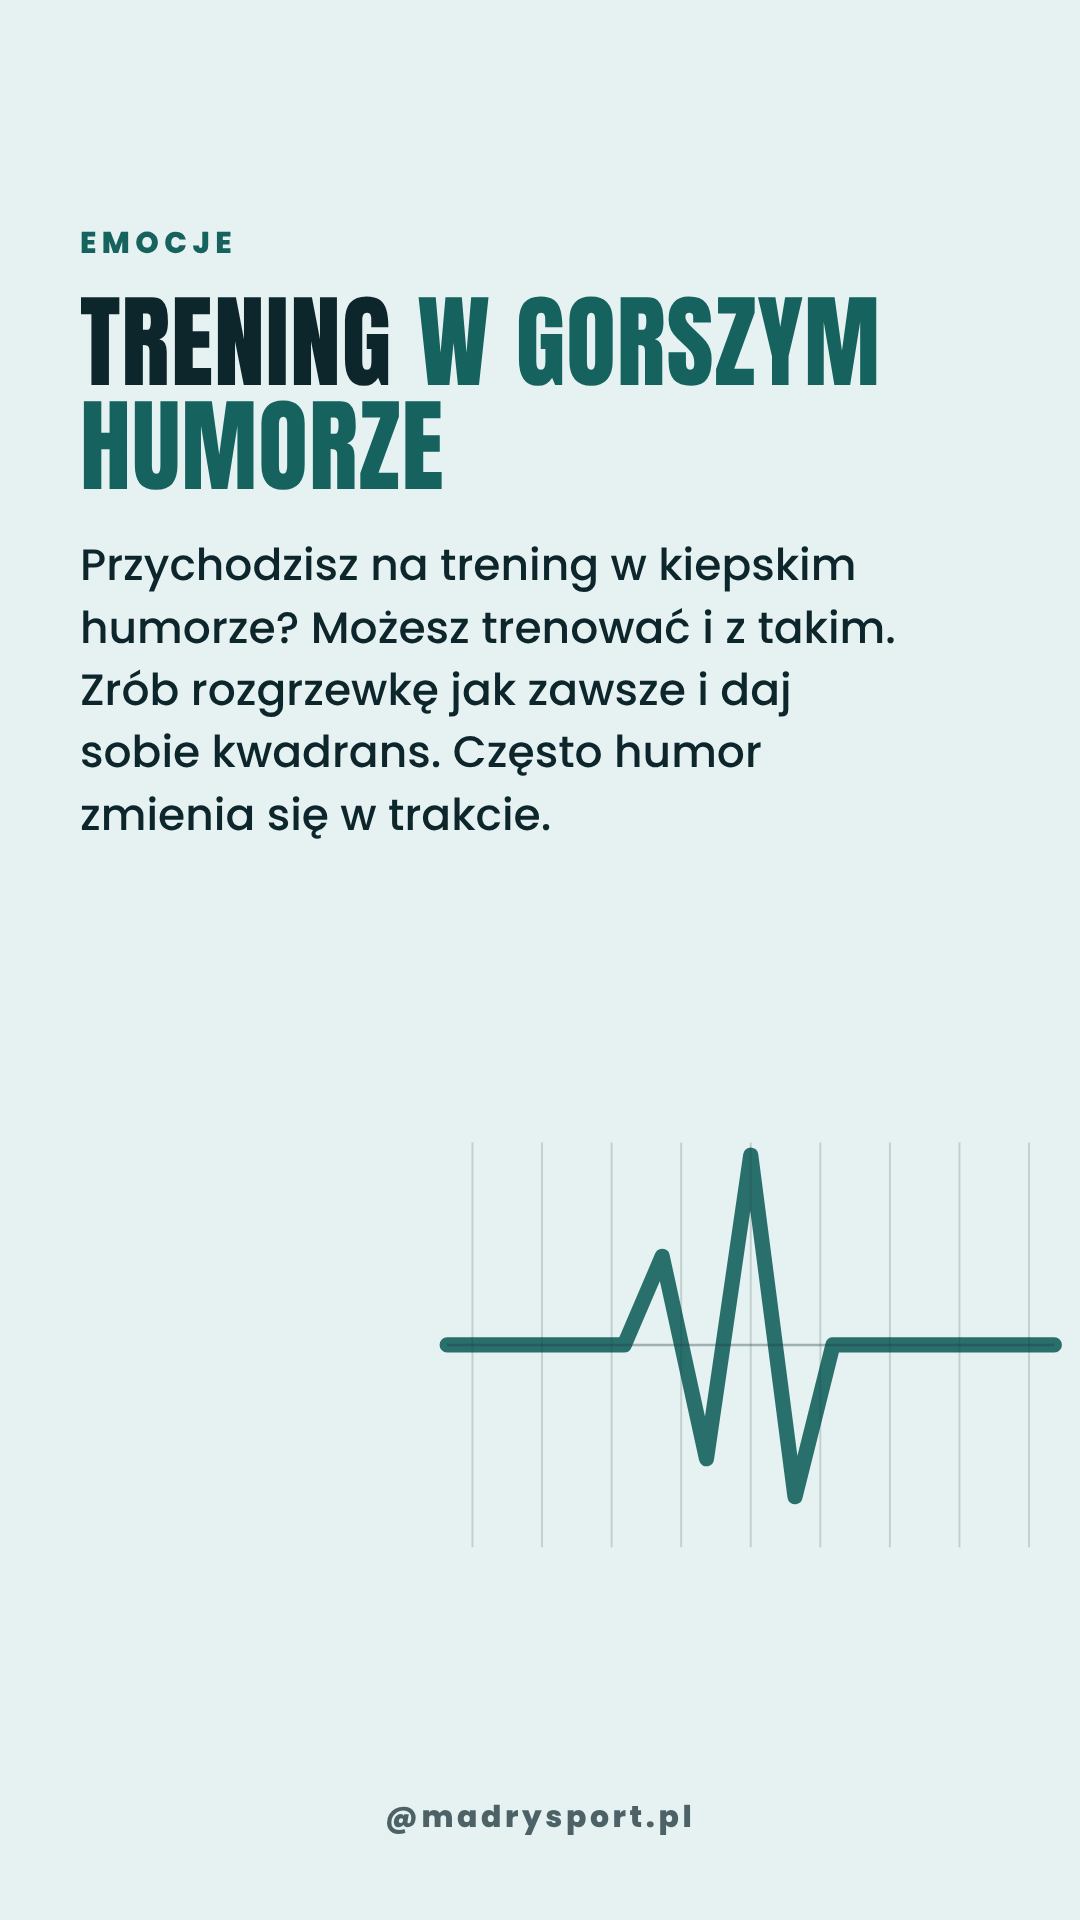 EMOCJE
TRENING W GORSZYM
HUMORZE
Przychodzisz na trening w kiepskim
humorze? Możesz trenować i z takim.
Zrób rozgrzewkę jak zawsze i daj
sobie kwadrans. Często humor
zmienia się w trakcie.
@madrysport.pl